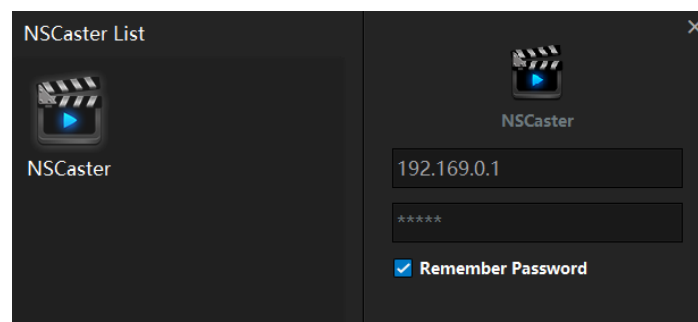 NSCaster List
NSCaster
NSCaster
192.169.0.1
*****
Remember Password